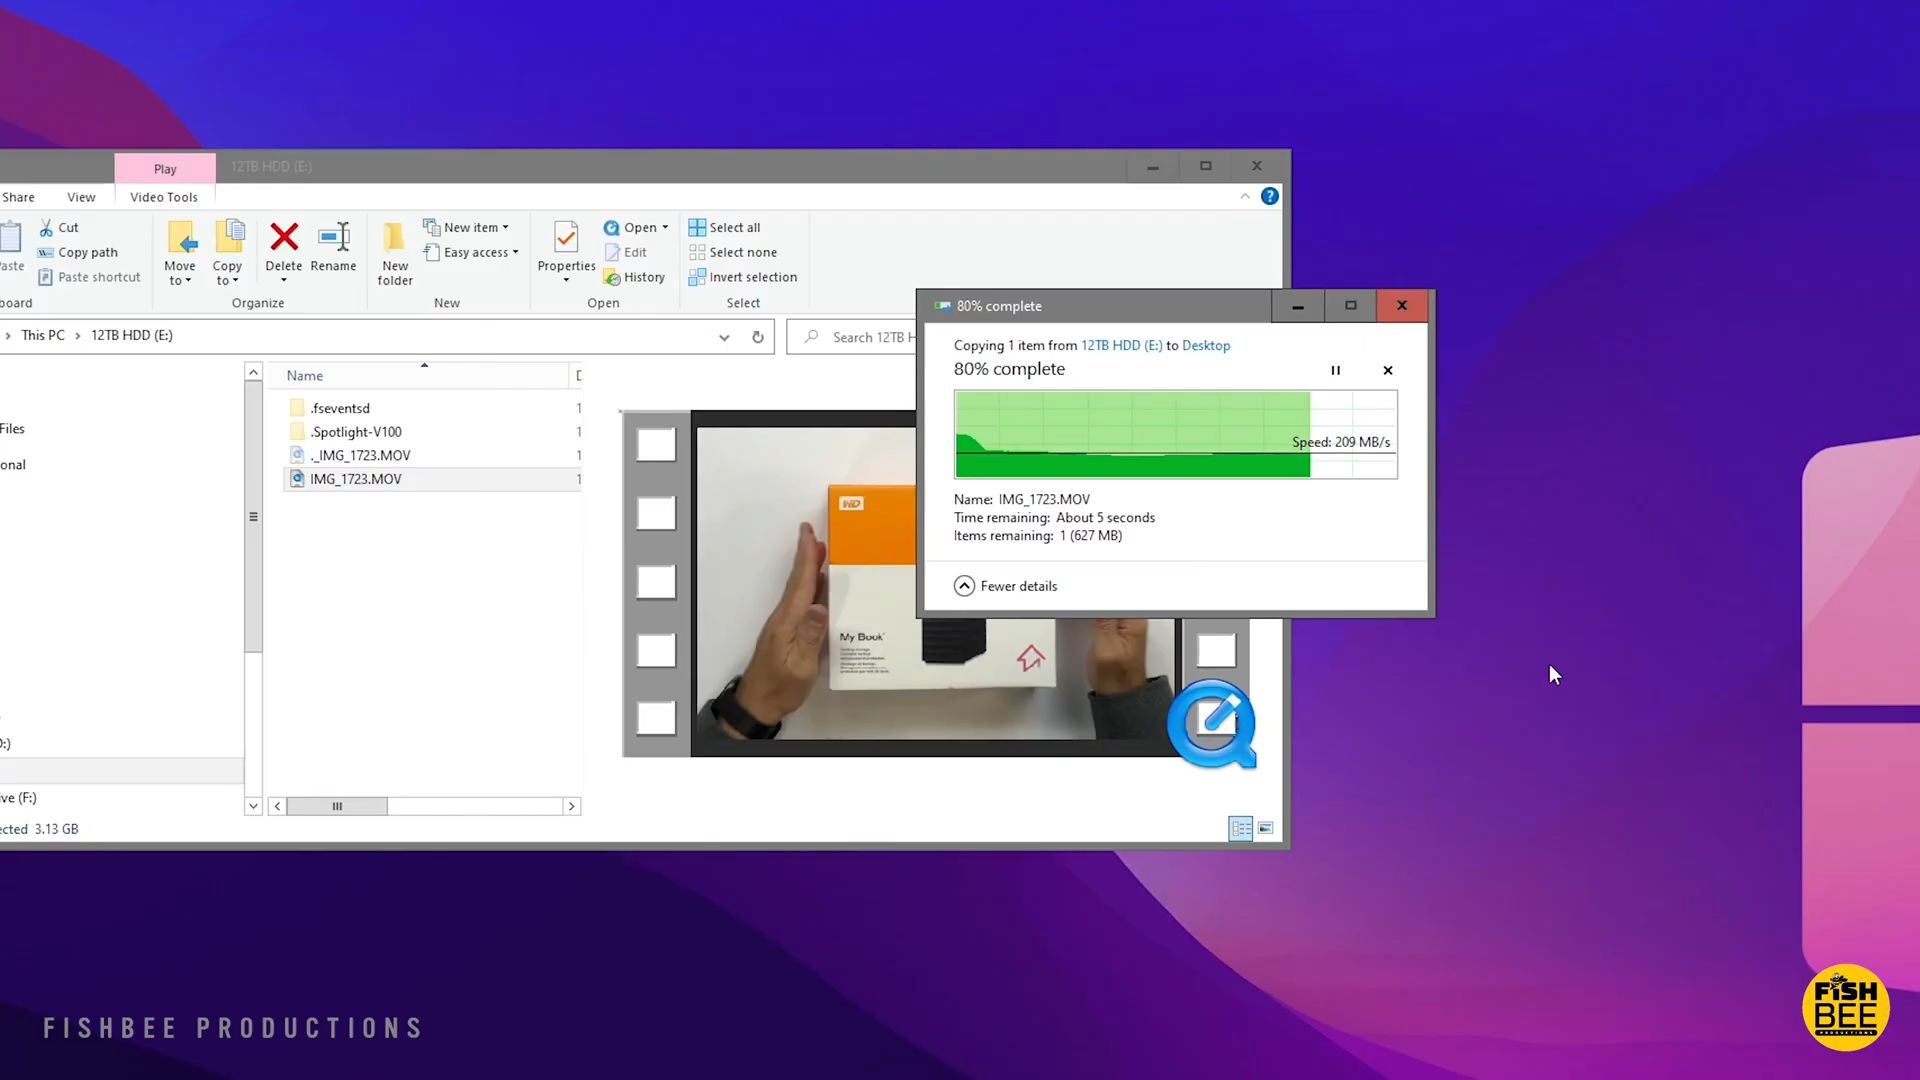 Play
12TB HDD (E:)
Share
View
Video Tools
Cut
Copy path
Paste shortcut
aste
board
Move to
Copy to
Delete
Rename
Organize
New folder
New item
Easy access
New
Properties
Open
Edit
History
Open
Select all
Select none
Invert selection
Select
This PC > 12TB HDD (E:)
Search 12TB H
Files
onal
:)
ive (F:)
ected 3.13 GB
Name
.fseventsd
.Spotlight-V100
._IMG_1723.MOV
IMG_1723.MOV
WD
My Book
80% complete
Copying 1 item from 12TB HDD (E:) to Desktop
80% complete
Speed: 209 MB/s
Name: IMG_1723.MOV
Time remaining: About 5 seconds
Items remaining: 1 (627 MB)
Fewer details
FISHBEE PRODUCTIONS
FISH
BEE
PRODUCTIONS